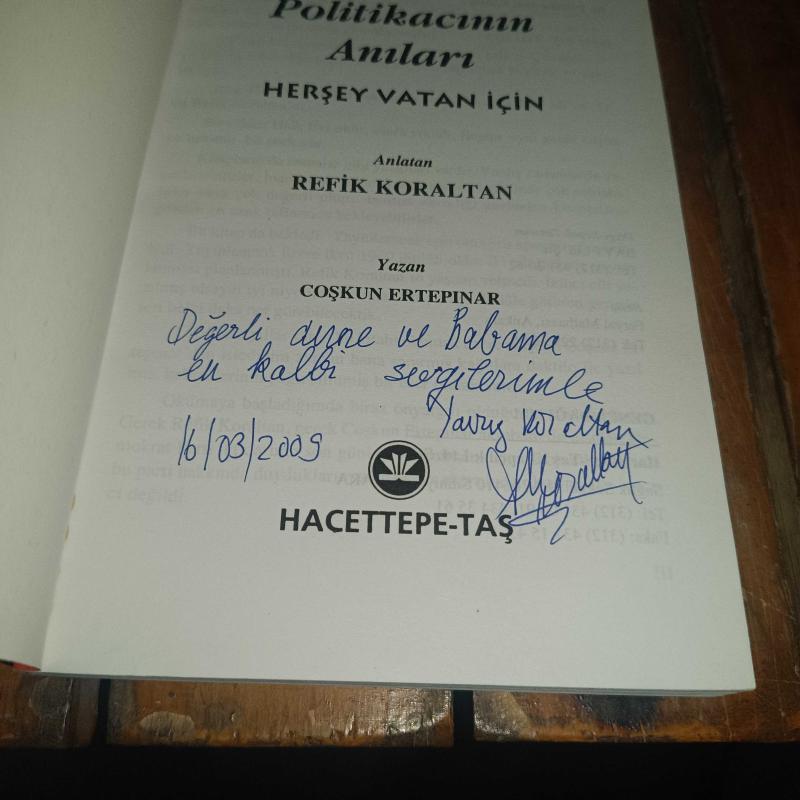 Politikacının
Anıları
HERŞEY VATAN İÇİN
Anlatan
REFİK KORALTAN
Yazan
COŞKUN ERTEPINAR
Değerli anne ve Babama
en kalbi sevgilerimle
Yavuz Koraltan
16/03/2009
HACETTEPE-TAŞ